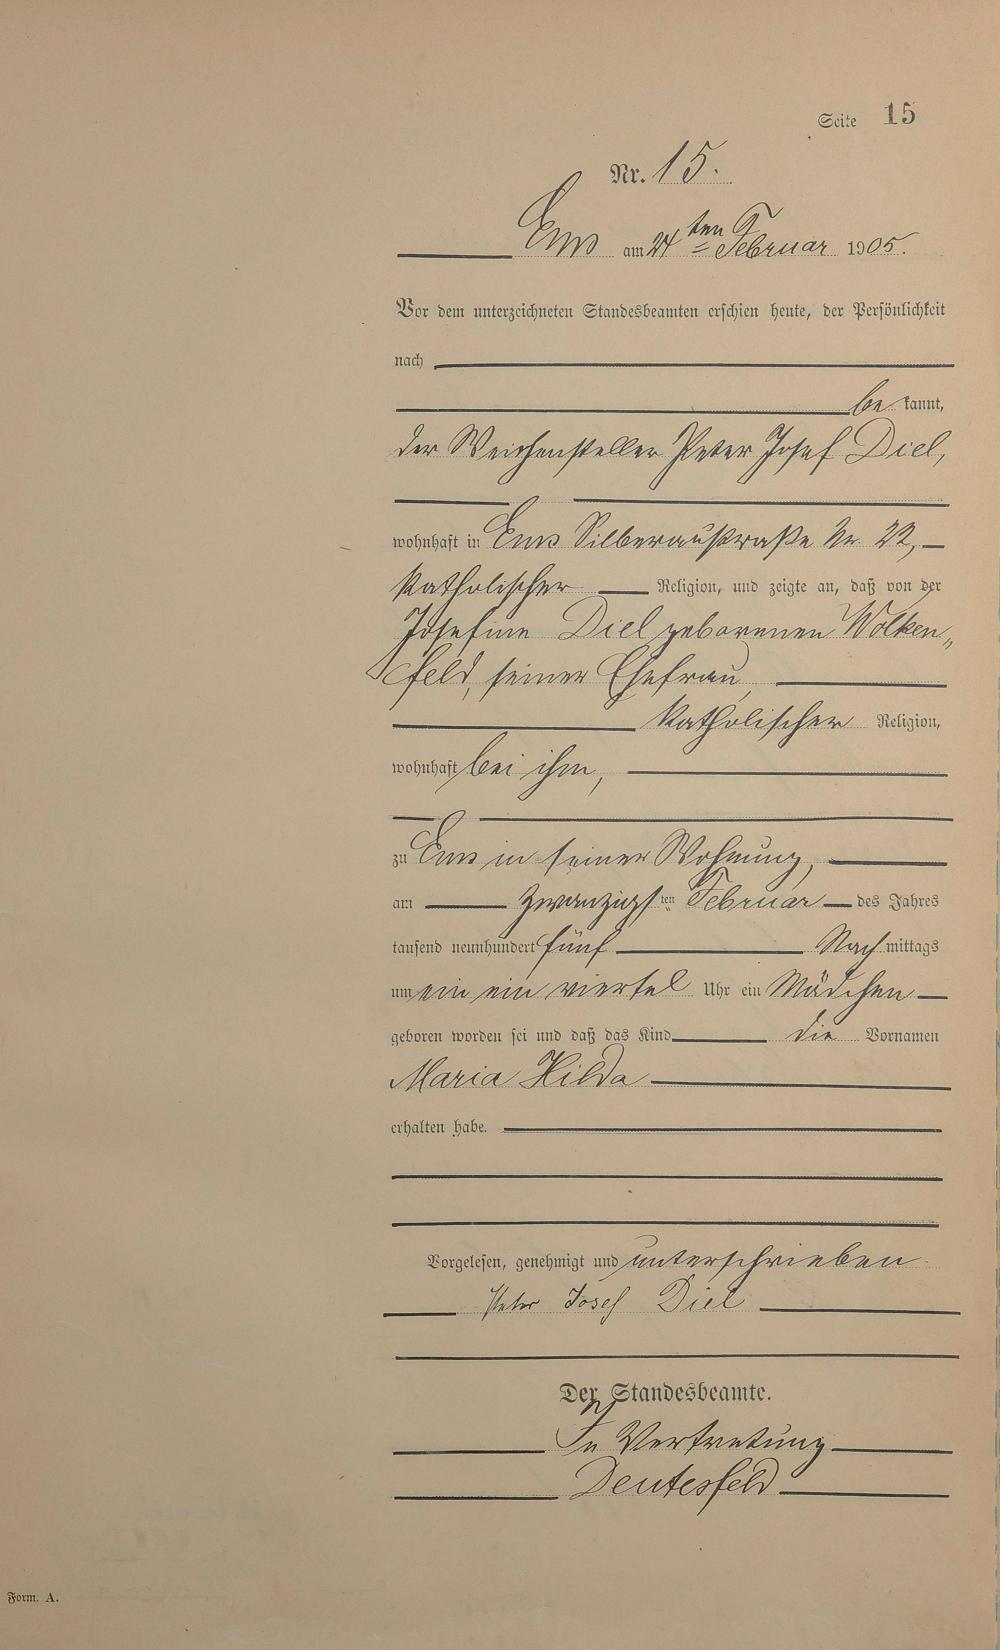 Seite 15
Nr. 15.
Ems am 24ten Februar 1905.
Vor dem unterzeichneten Standesbeamten erschien heute, der Persönlichkeit
nach
be kannt,
der Weichensteller Peter Josef Diel,
wohnhaft in Ems Silberaustraße Nr. 22,
katholischer Religion, und zeigte an, daß von der
Josefine Diel geborenen Wolken„
feld, seiner Ehefrau,
katholischer Religion,
wohnhaft bei ihm,
zu Ems in seiner Wohnung,
am zwanzigsten Februar des Jahres
tausend neunhundert fünf Nach mittags
um ein ein viertel Uhr ein Mädchen
geboren worden sei und daß das Kind die Vornamen
Maria Hilda
erhalten habe.
Vorgelesen, genehmigt und unterschrieben
Peter Josef Diel
Der Standesbeamte.
In Vertretung
Deutesfeld
Form. A.